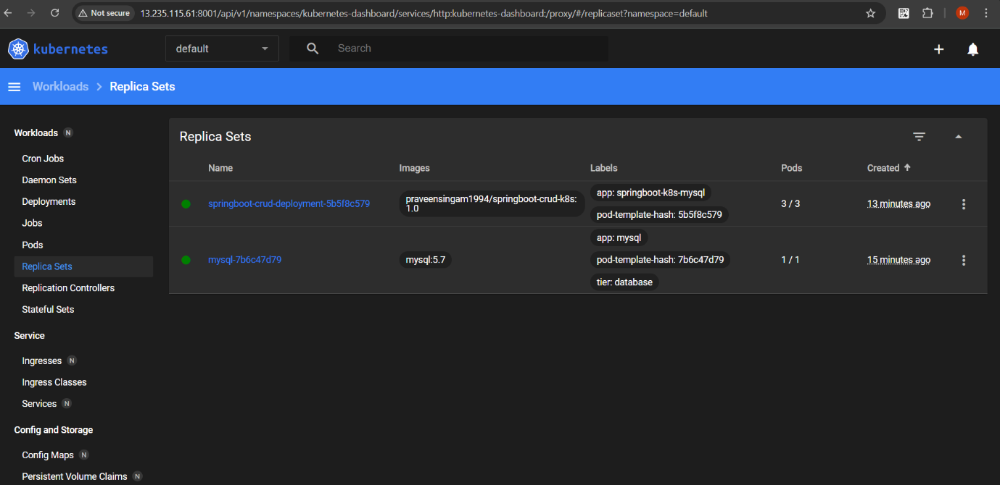 Not secure
13.235.115.61:8001/api/v1/namespaces/kubernetes-dashboard/services/http:kubernetes-dashboard:/proxy/#/replicaset?namespace=default
M
kubernetes
default
Search
Workloads > Replica Sets
Workloads N
Cron Jobs
Daemon Sets
Deployments
Jobs
Pods
Replica Sets
Replication Controllers
Stateful Sets
Service
Ingresses N
Ingress Classes
Services N
Config and Storage
Config Maps N
Persistent Volume Claims N
Replica Sets
Name Images Labels Pods Created
springboot-crud-deployment-5b5f8c579
praveensingam1994/springboot-crud-k8s:
1.0
app: springboot-k8s-mysql
pod-template-hash: 5b5f8c579
3 / 3
13 minutes ago
mysql-7b6c47d79
mysql:5.7
app: mysql
pod-template-hash: 7b6c47d79
tier: database
1 / 1
15 minutes ago